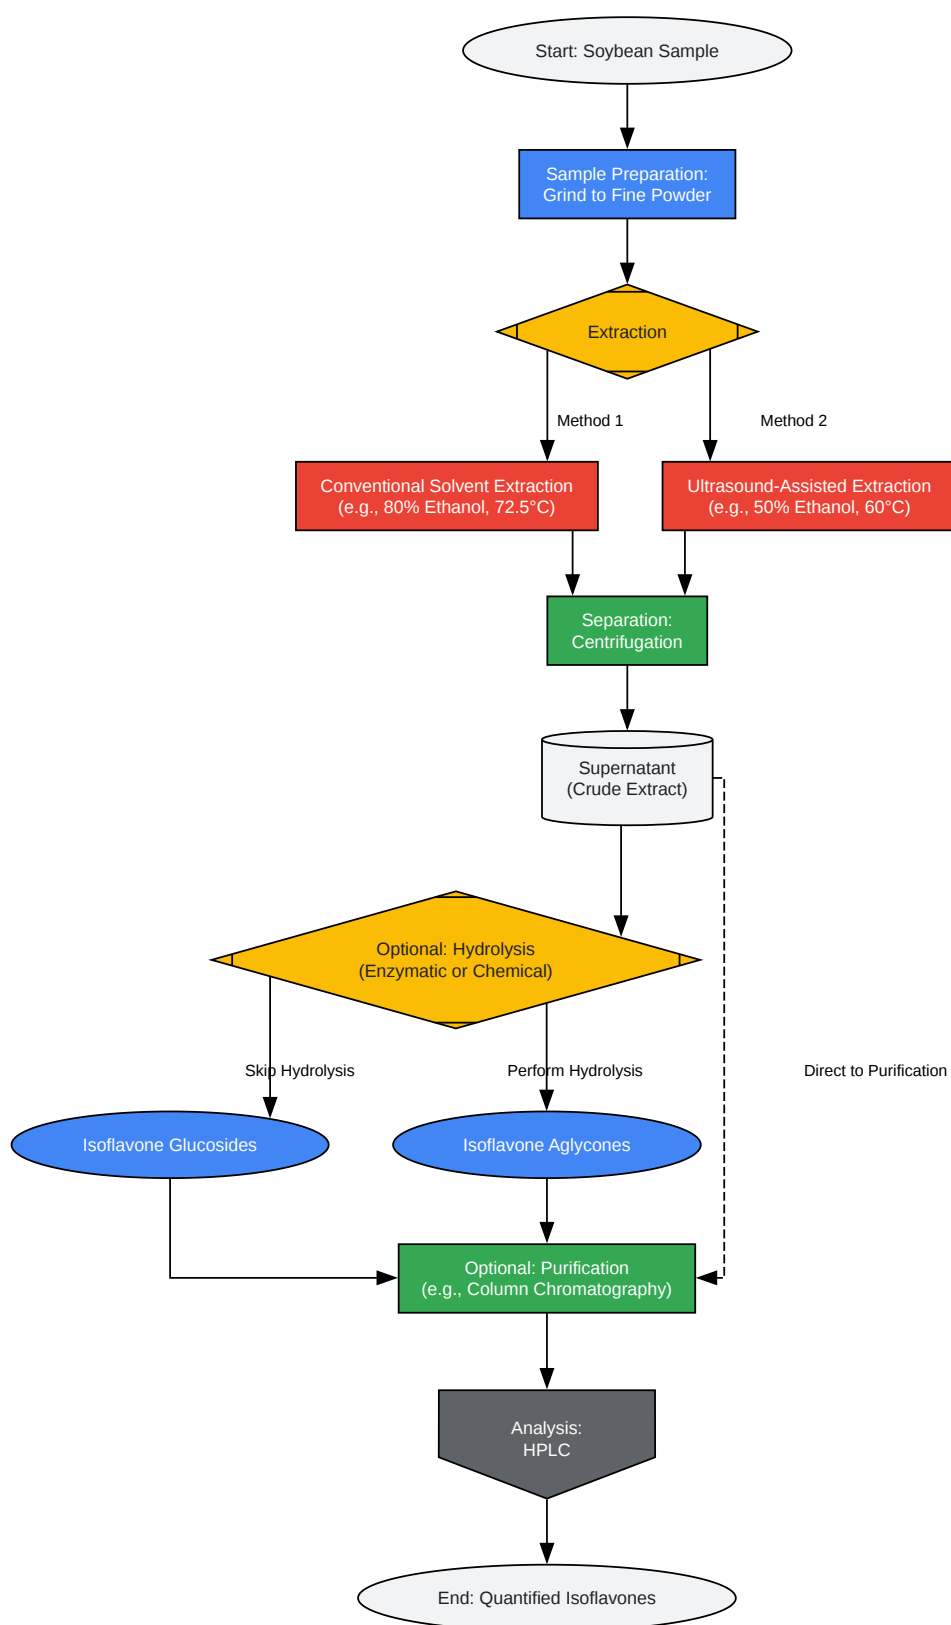 Start: Soybean Sample
Sample Preparation:
Grind to Fine Powder
Extraction
Method 1
Method 2
Conventional Solvent Extraction
(e.g., 80% Ethanol, 72.5°C)
Ultrasound-Assisted Extraction
(e.g., 50% Ethanol, 60°C)
Separation:
Centrifugation
Supernatant
(Crude Extract)
Optional: Hydrolysis
(Enzymatic or Chemical)
Skip Hydrolysis
Perform Hydrolysis
Direct to Purification
Isoflavone Glucosides
Isoflavone Aglycones
Optional: Purification
(e.g., Column Chromatography)
Analysis:
HPLC
End: Quantified Isoflavones